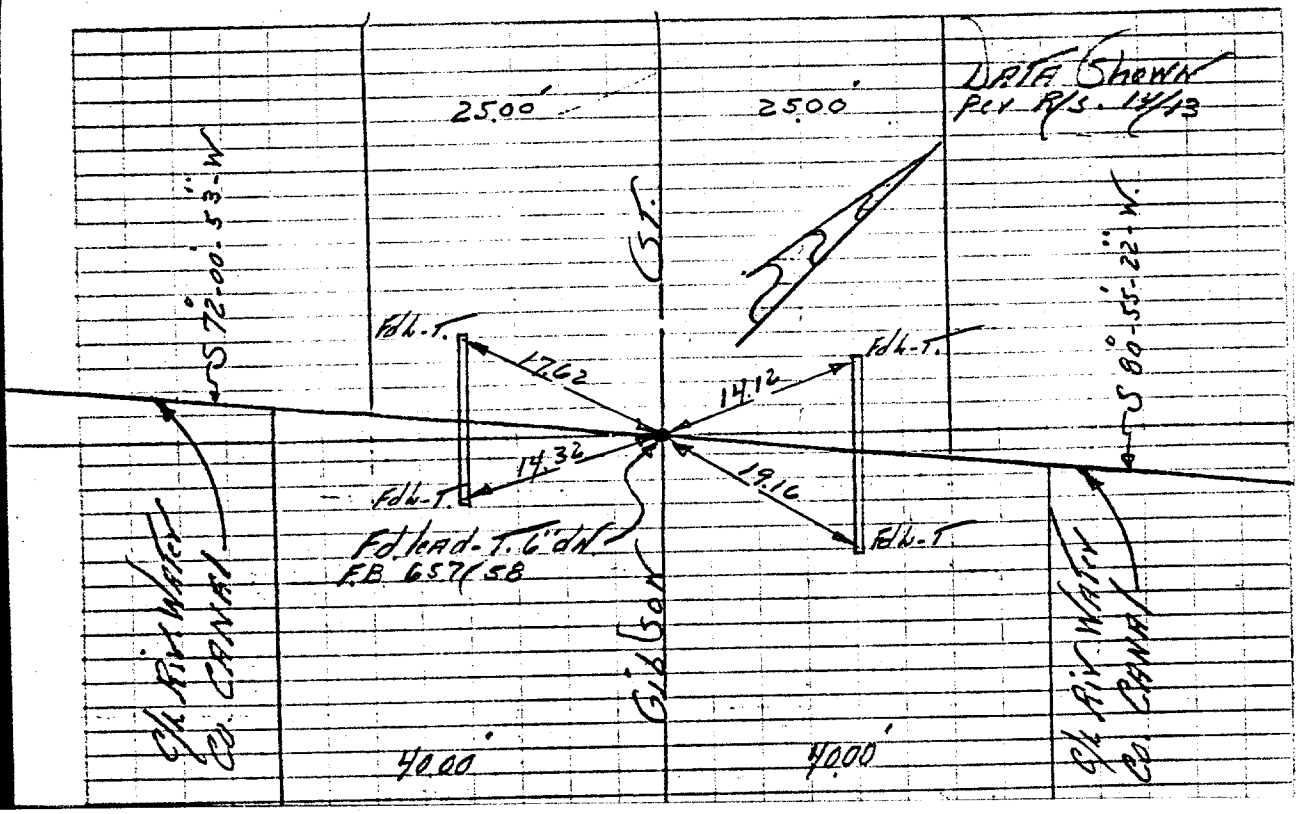 DATA Shown
per R/S. 14/43
25.00'
25.00'
S 72°-00'-53"-W
ST.
S 80°-55'-22"-W.
Fd L-T.
Fd L-T.
17.62
14.12
14.32
19.16
Fd L-T.
Fd L-T
Fd. lead-T. 6" dn
F.B 657/58
Gibson
C/L Riv. Water
Co. CANAL
C/L Riv. Water
Co. CANAL
40.00'
40.00'